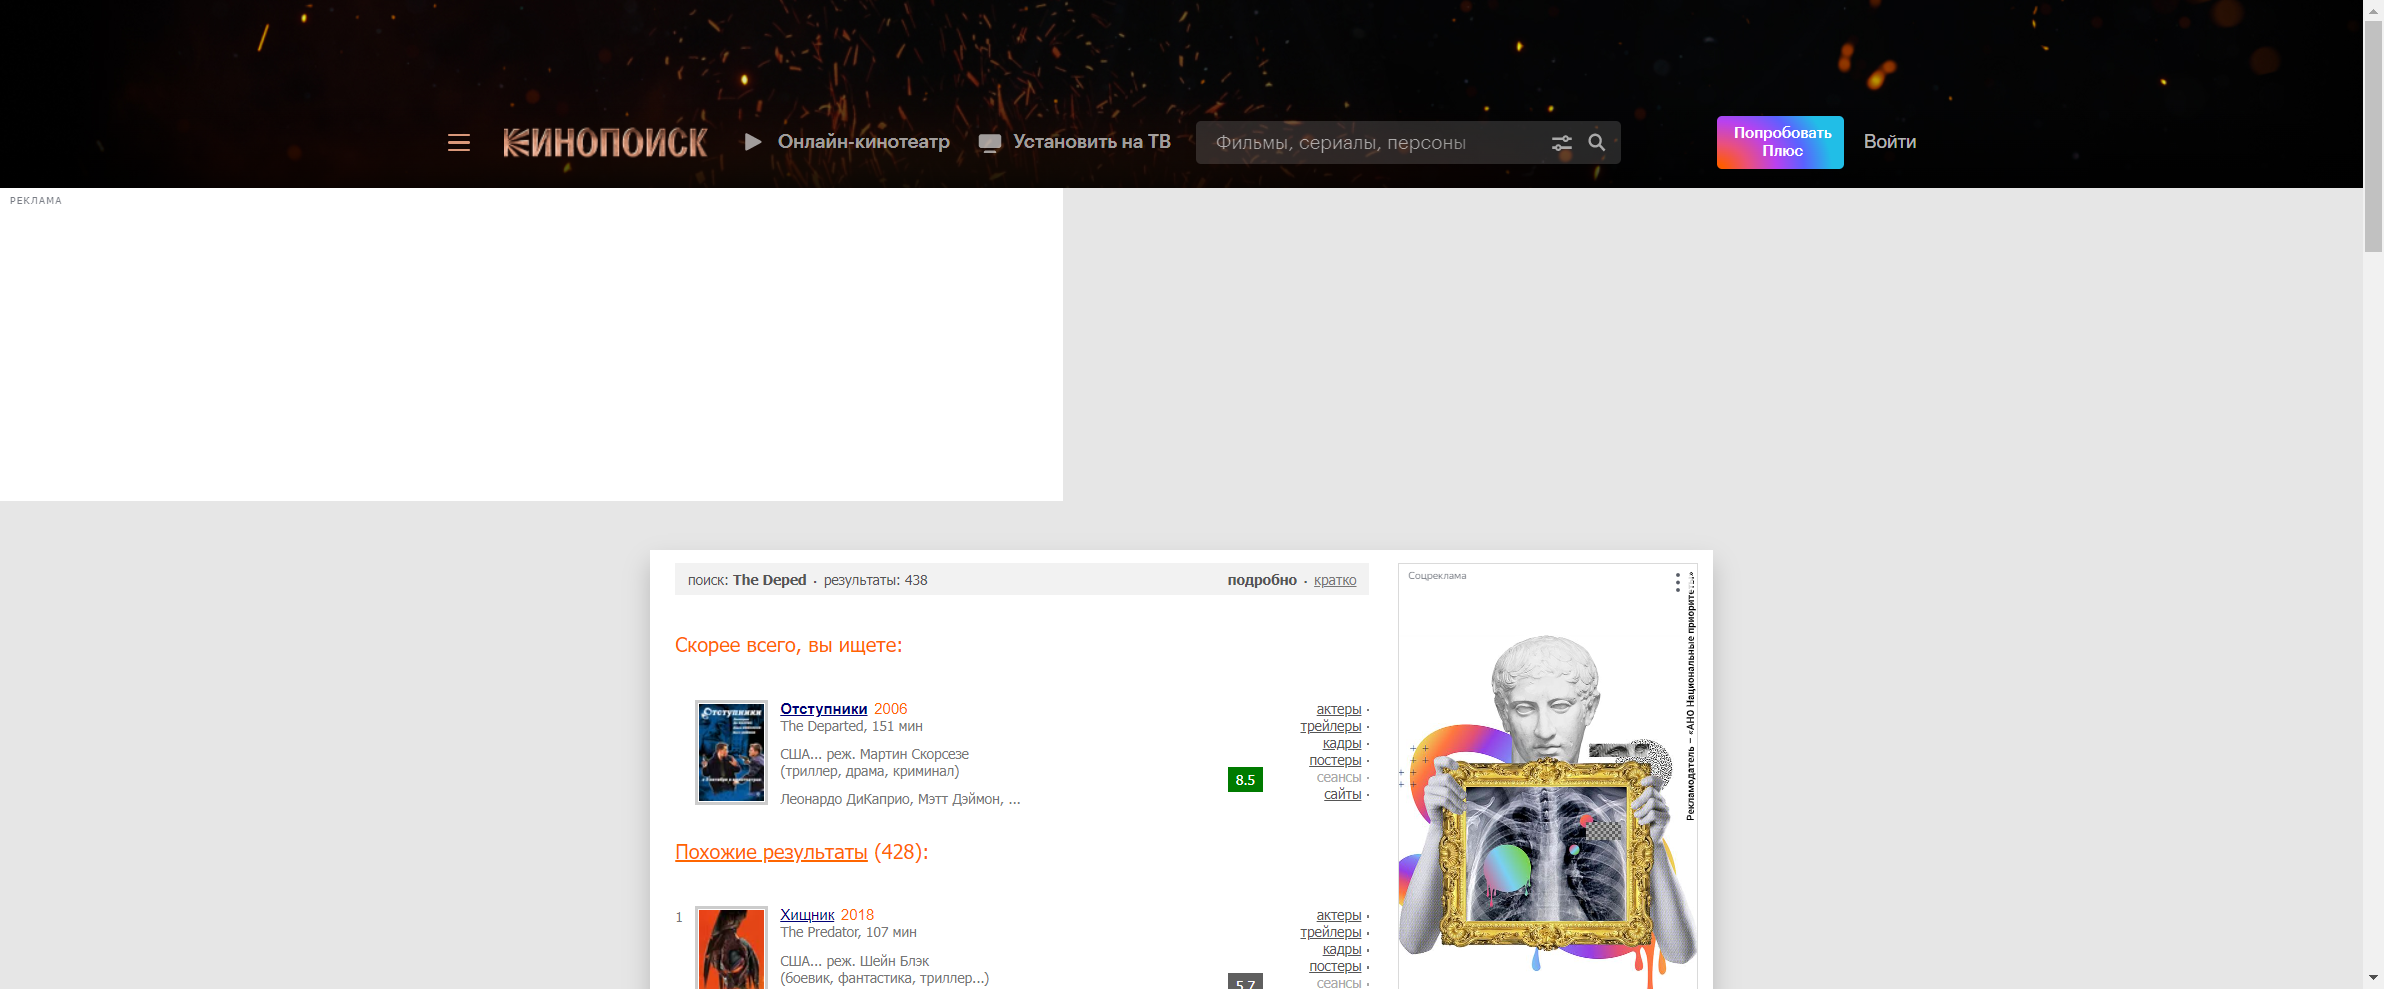 КИНОПОИСК
Онлайн-кинотеатр
Установить на ТВ
Фильмы, сериалы, персоны
Попробовать
Плюс
Войти
РЕКЛАМА
поиск: The Deped · результаты: 438
подробно · кратко
Скорее всего, вы ищете:
Отступники 2006
The Departed, 151 мин
США... реж. Мартин Скорсезе
(триллер, драма, криминал)
Леонардо ДиКаприо, Мэтт Дэймон, ...
8.5
актеры ·
трейлеры ·
кадры ·
постеры ·
сеансы ·
сайты ·
Отступники
Похожие результаты (428):
1
Хищник 2018
The Predator, 107 мин
США... реж. Шейн Блэк
(боевик, фантастика, триллер...)
5.7
актеры ·
трейлеры ·
кадры ·
постеры ·
сеансы ·
Соцреклама
Рекламодатель – «АНО Национальные приоритеты»